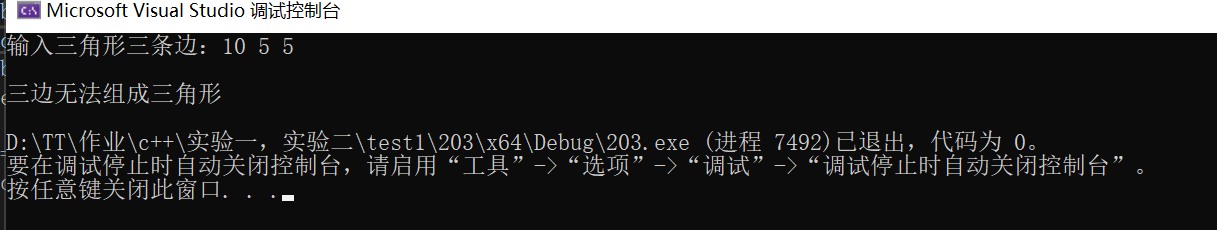 Microsoft Visual Studio 调试控制台
输入三角形三条边：10 5 5
三边无法组成三角形
D:\TT\作业\c++\实验一，实验二\test1\203\x64\Debug\203.exe (进程 7492)已退出，代码为 0。
要在调试停止时自动关闭控制台，请启用“工具”->“选项”->“调试”->“调试停止时自动关闭控制台”。
按任意键关闭此窗口. . .